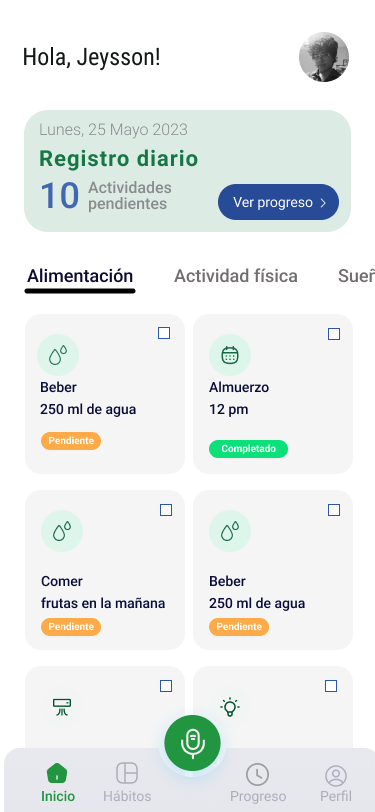 Hola, Jeysson!
Lunes, 25 Mayo 2023
Registro diario
10 Actividades
pendientes
Ver progreso
Alimentación Actividad física Sueñ
Beber
250 ml de agua
Pendiente
Almuerzo
12 pm
Completado
Comer
frutas en la mañana
Pendiente
Beber
250 ml de agua
Pendiente
Inicio Hábitos Progreso Perfil